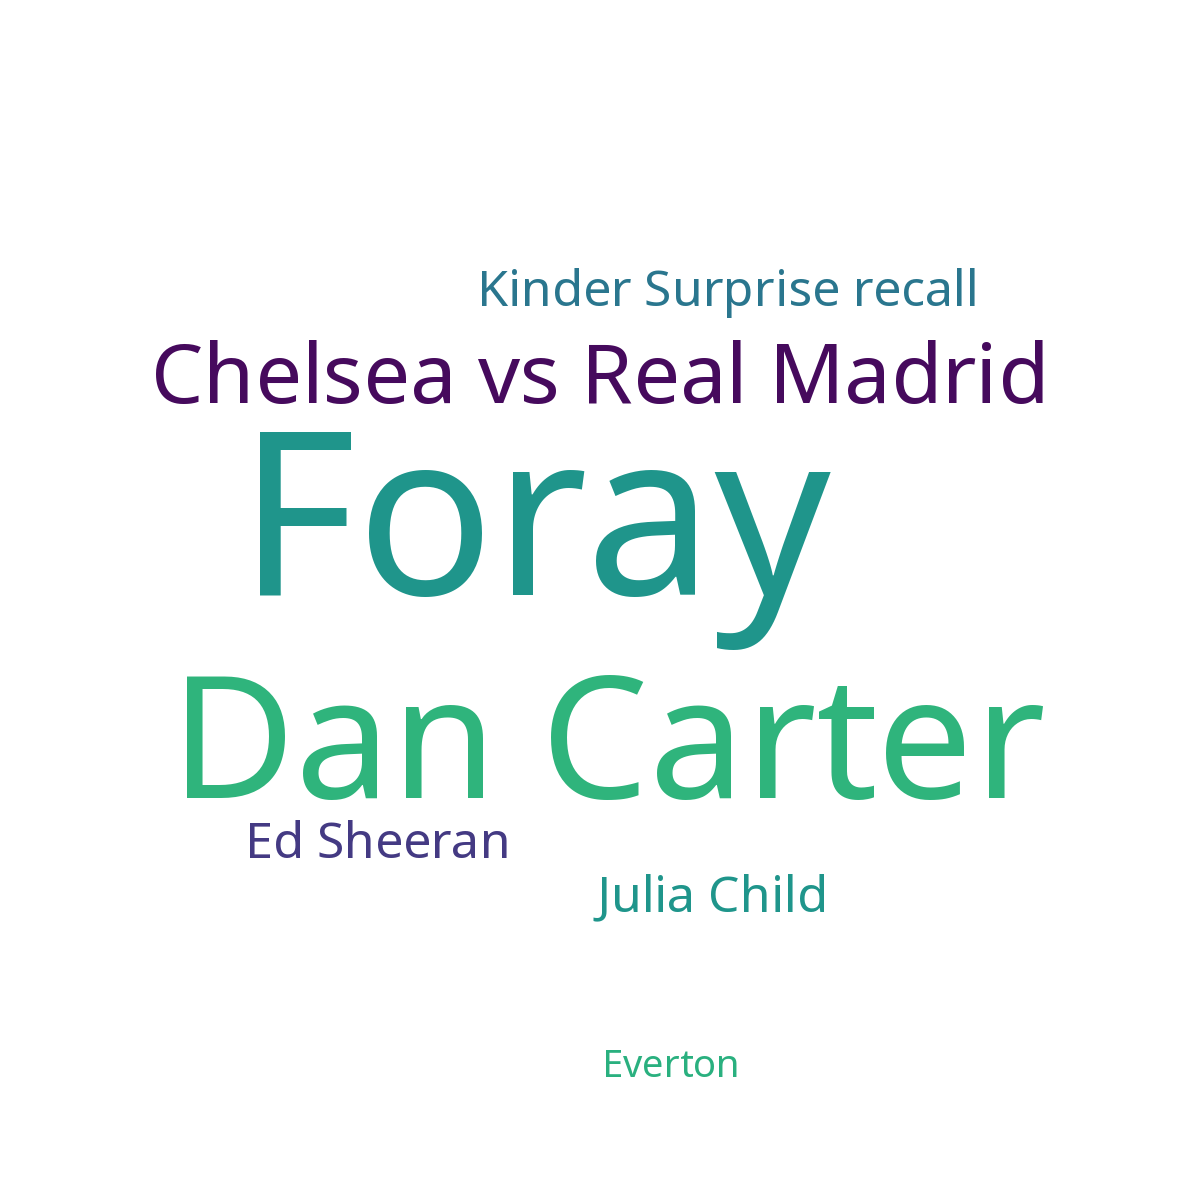 Kinder Surprise recall
Chelsea vs Real Madrid
Foray
Dan Carter
Ed Sheeran
Julia Child
Everton